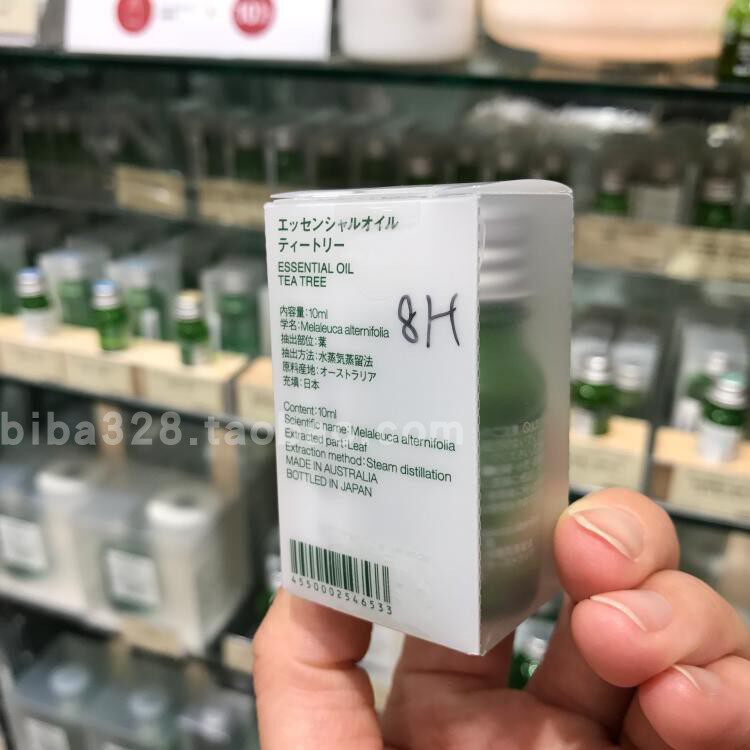 エッセンシャルオイル
ティートリー
ESSENTIAL OIL
TEA TREE
内容量:10ml
学名:Melaleuca alternifolia
抽出部位:葉
抽出方法:水蒸気蒸留法
原料産地:オーストラリア
充填:日本
8H
Content:10ml
Scientific name:Melaleuca alternifolia
Extracted part:Leaf
Extraction method:Steam distillation
MADE IN AUSTRALIA
BOTTLED IN JAPAN
4550002546533
biba328.taobao